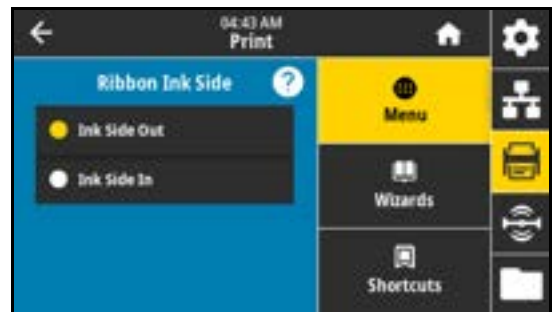 04:43 AM
Print
Ribbon Ink Side
?
Ink Side Out
Ink Side In
Menu
Wizards
Shortcuts